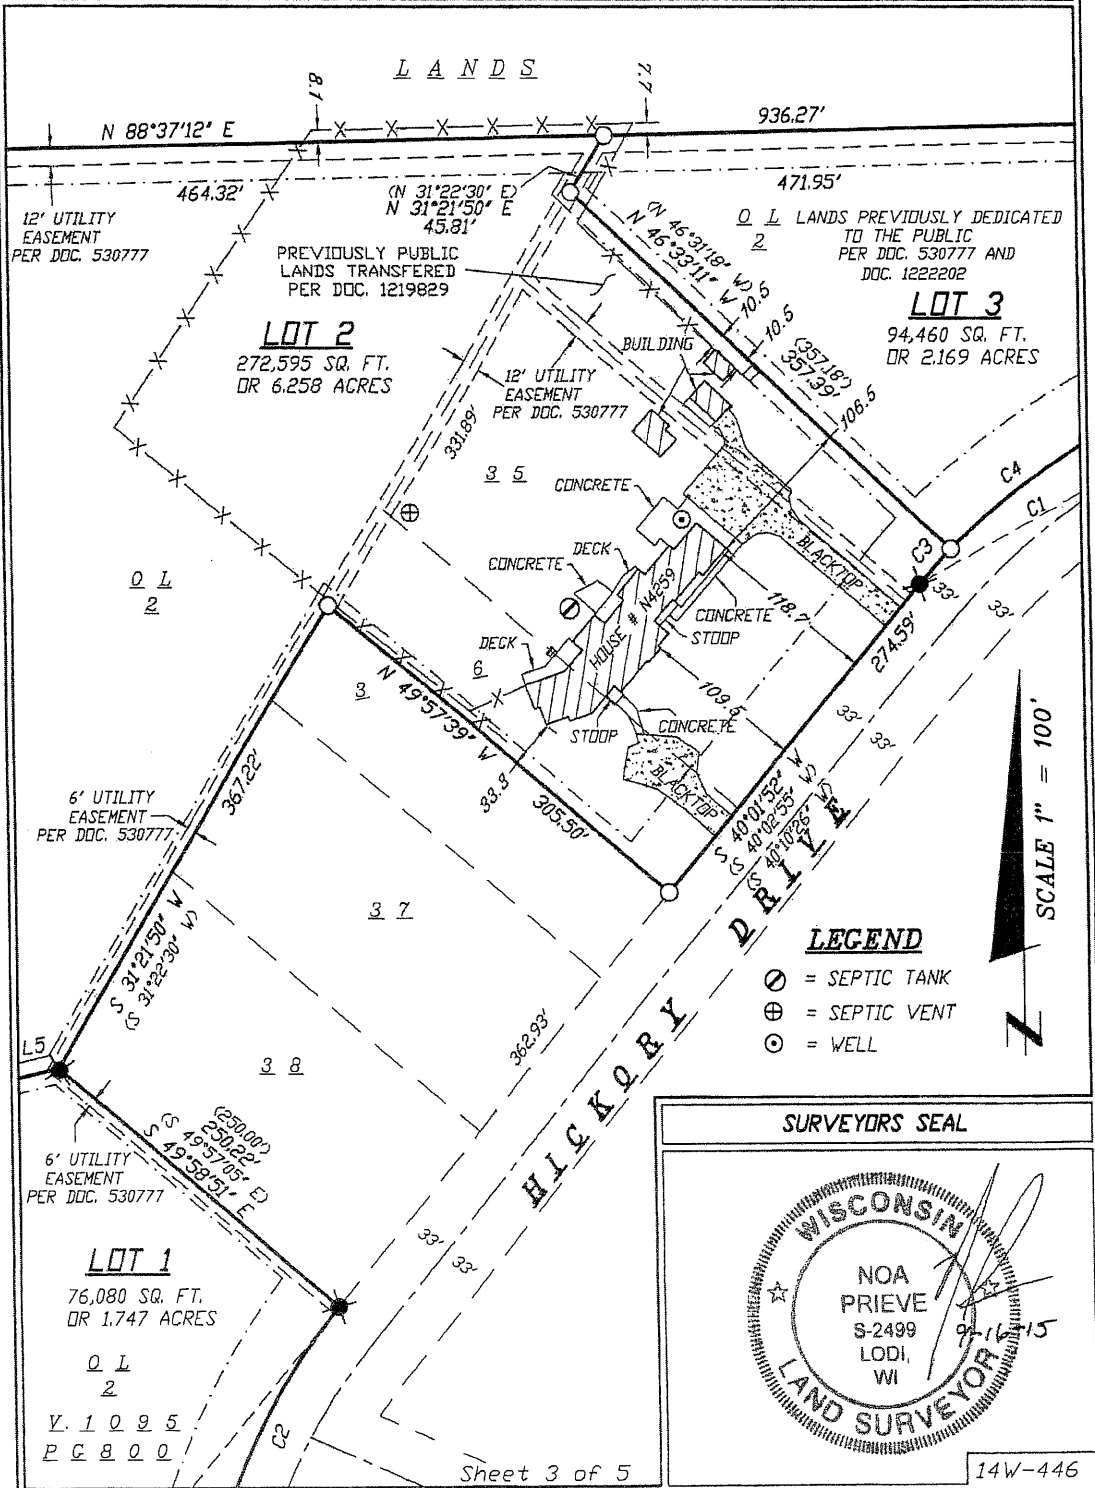 LANDS
8.1
7.7
N 88°37'12" E
936.27'
464.32'
471.95'
12' UTILITY
EASEMENT
PER DOC. 530777
(N 31°22'30" E)
N 31°21'50" E
45.81'
PREVIOUSLY PUBLIC
LANDS TRANSFERED
PER DOC. 1219829
(N 46°31'18" W)
N 46°33'11" W
O L
2
LANDS PREVIOUSLY DEDICATED
TO THE PUBLIC
PER DOC. 530777 AND
DOC. 1222202
LOT 2
272,595 SQ. FT.
OR 6.258 ACRES
LOT 3
94,460 SQ. FT.
OR 2.169 ACRES
10.5
10.5
(357.18')
357.39'
106.5
BUILDING
12' UTILITY
EASEMENT
PER DOC. 530777
331.89'
3 5
CONCRETE
C4
C1
C3
BLACKTOP
DECK
CONCRETE
HOUSE # N4259
CONCRETE
STOOP
118.7
33'
33'
274.59'
O L
2
DECK
3 6
N 49°57'39" W
109.5
STOOP
CONCRETE
BLACKTOP
33'
33'
33.3
305.50'
S 40°01'52" W
(S 40°02'55" W)
(S 40°10'26" W)
367.22'
6' UTILITY
EASEMENT
PER DOC. 530777
SCALE 1" = 100'
3 7
S 31°21'50" W
(S 31°22'30" W)
HICKORY DRIVE
LEGEND
= SEPTIC TANK
= SEPTIC VENT
= WELL
L5
3 8
362.93'
(250.00')
250.22'
(S 49°57'05" E)
S 49°58'51" E
6' UTILITY
EASEMENT
PER DOC. 530777
33'
33'
LOT 1
76,080 SQ. FT.
OR 1.747 ACRES
O L
2
V. 1095
PG 800
C2
SURVEYORS SEAL
WISCONSIN
NOA
PRIEVE
S-2499
LODI,
WI
LAND SURVEYOR
9-16-15
Sheet 3 of 5
14W-446